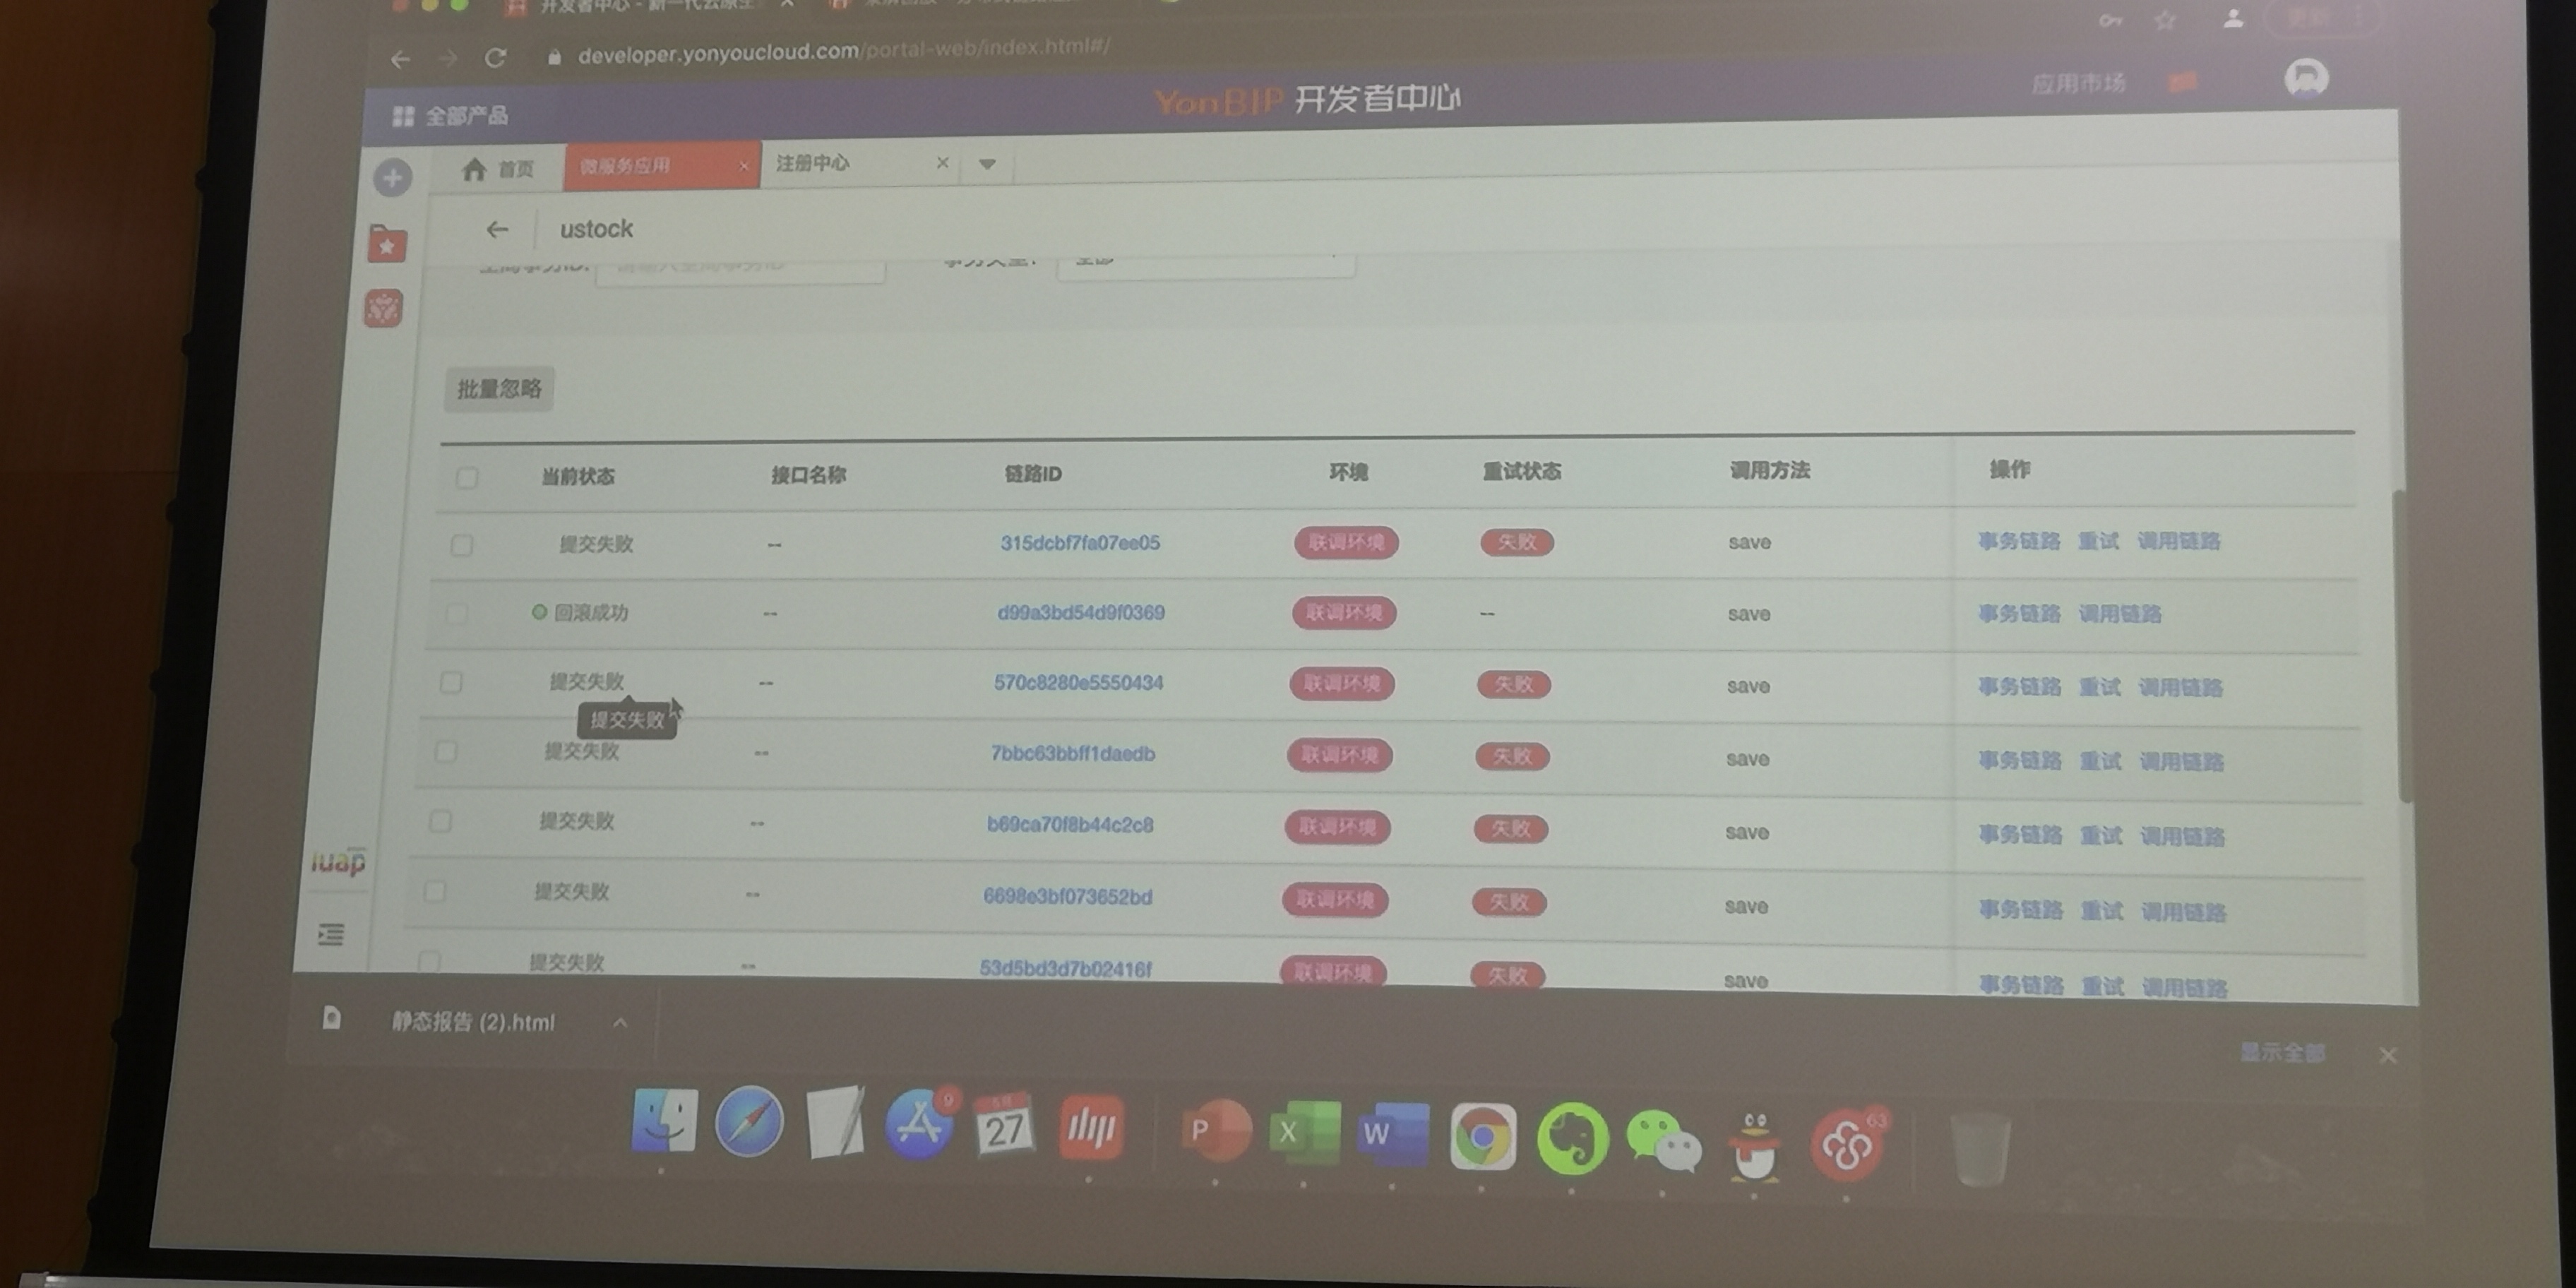 开发者中心 - 新一代云原生
developer.yonyoucloud.com/portal-web/index.html#/
更新
全部产品
YonBIP 开发者中心
应用市场
首页
微服务应用
注册中心
ustock
全部
批量忽略
当前状态 接口名称 链路ID 环境 重试状态 调用方法 操作
提交失败 -- 315dcbf7fa07ee05 联调环境 失败 save 事务链路 重试 调用链路
回滚成功 -- d99a3bd54d9f0369 联调环境 -- save 事务链路 调用链路
提交失败 -- 570c8280e5550434 联调环境 失败 save 事务链路 重试 调用链路
提交失败
提交失败 -- 7bbc63bbff1daedb 联调环境 失败 save 事务链路 重试 调用链路
提交失败 -- b69ca70f8b44c2c8 联调环境 失败 save 事务链路 重试 调用链路
提交失败 -- 6698e3bf073652bd 联调环境 失败 save 事务链路 重试 调用链路
提交失败 -- 53d5bd3d7b02416f 联调环境 失败 save 事务链路 重试 调用链路
iuap
静态报告 (2).html
显示全部
9
27
P
X
W
63